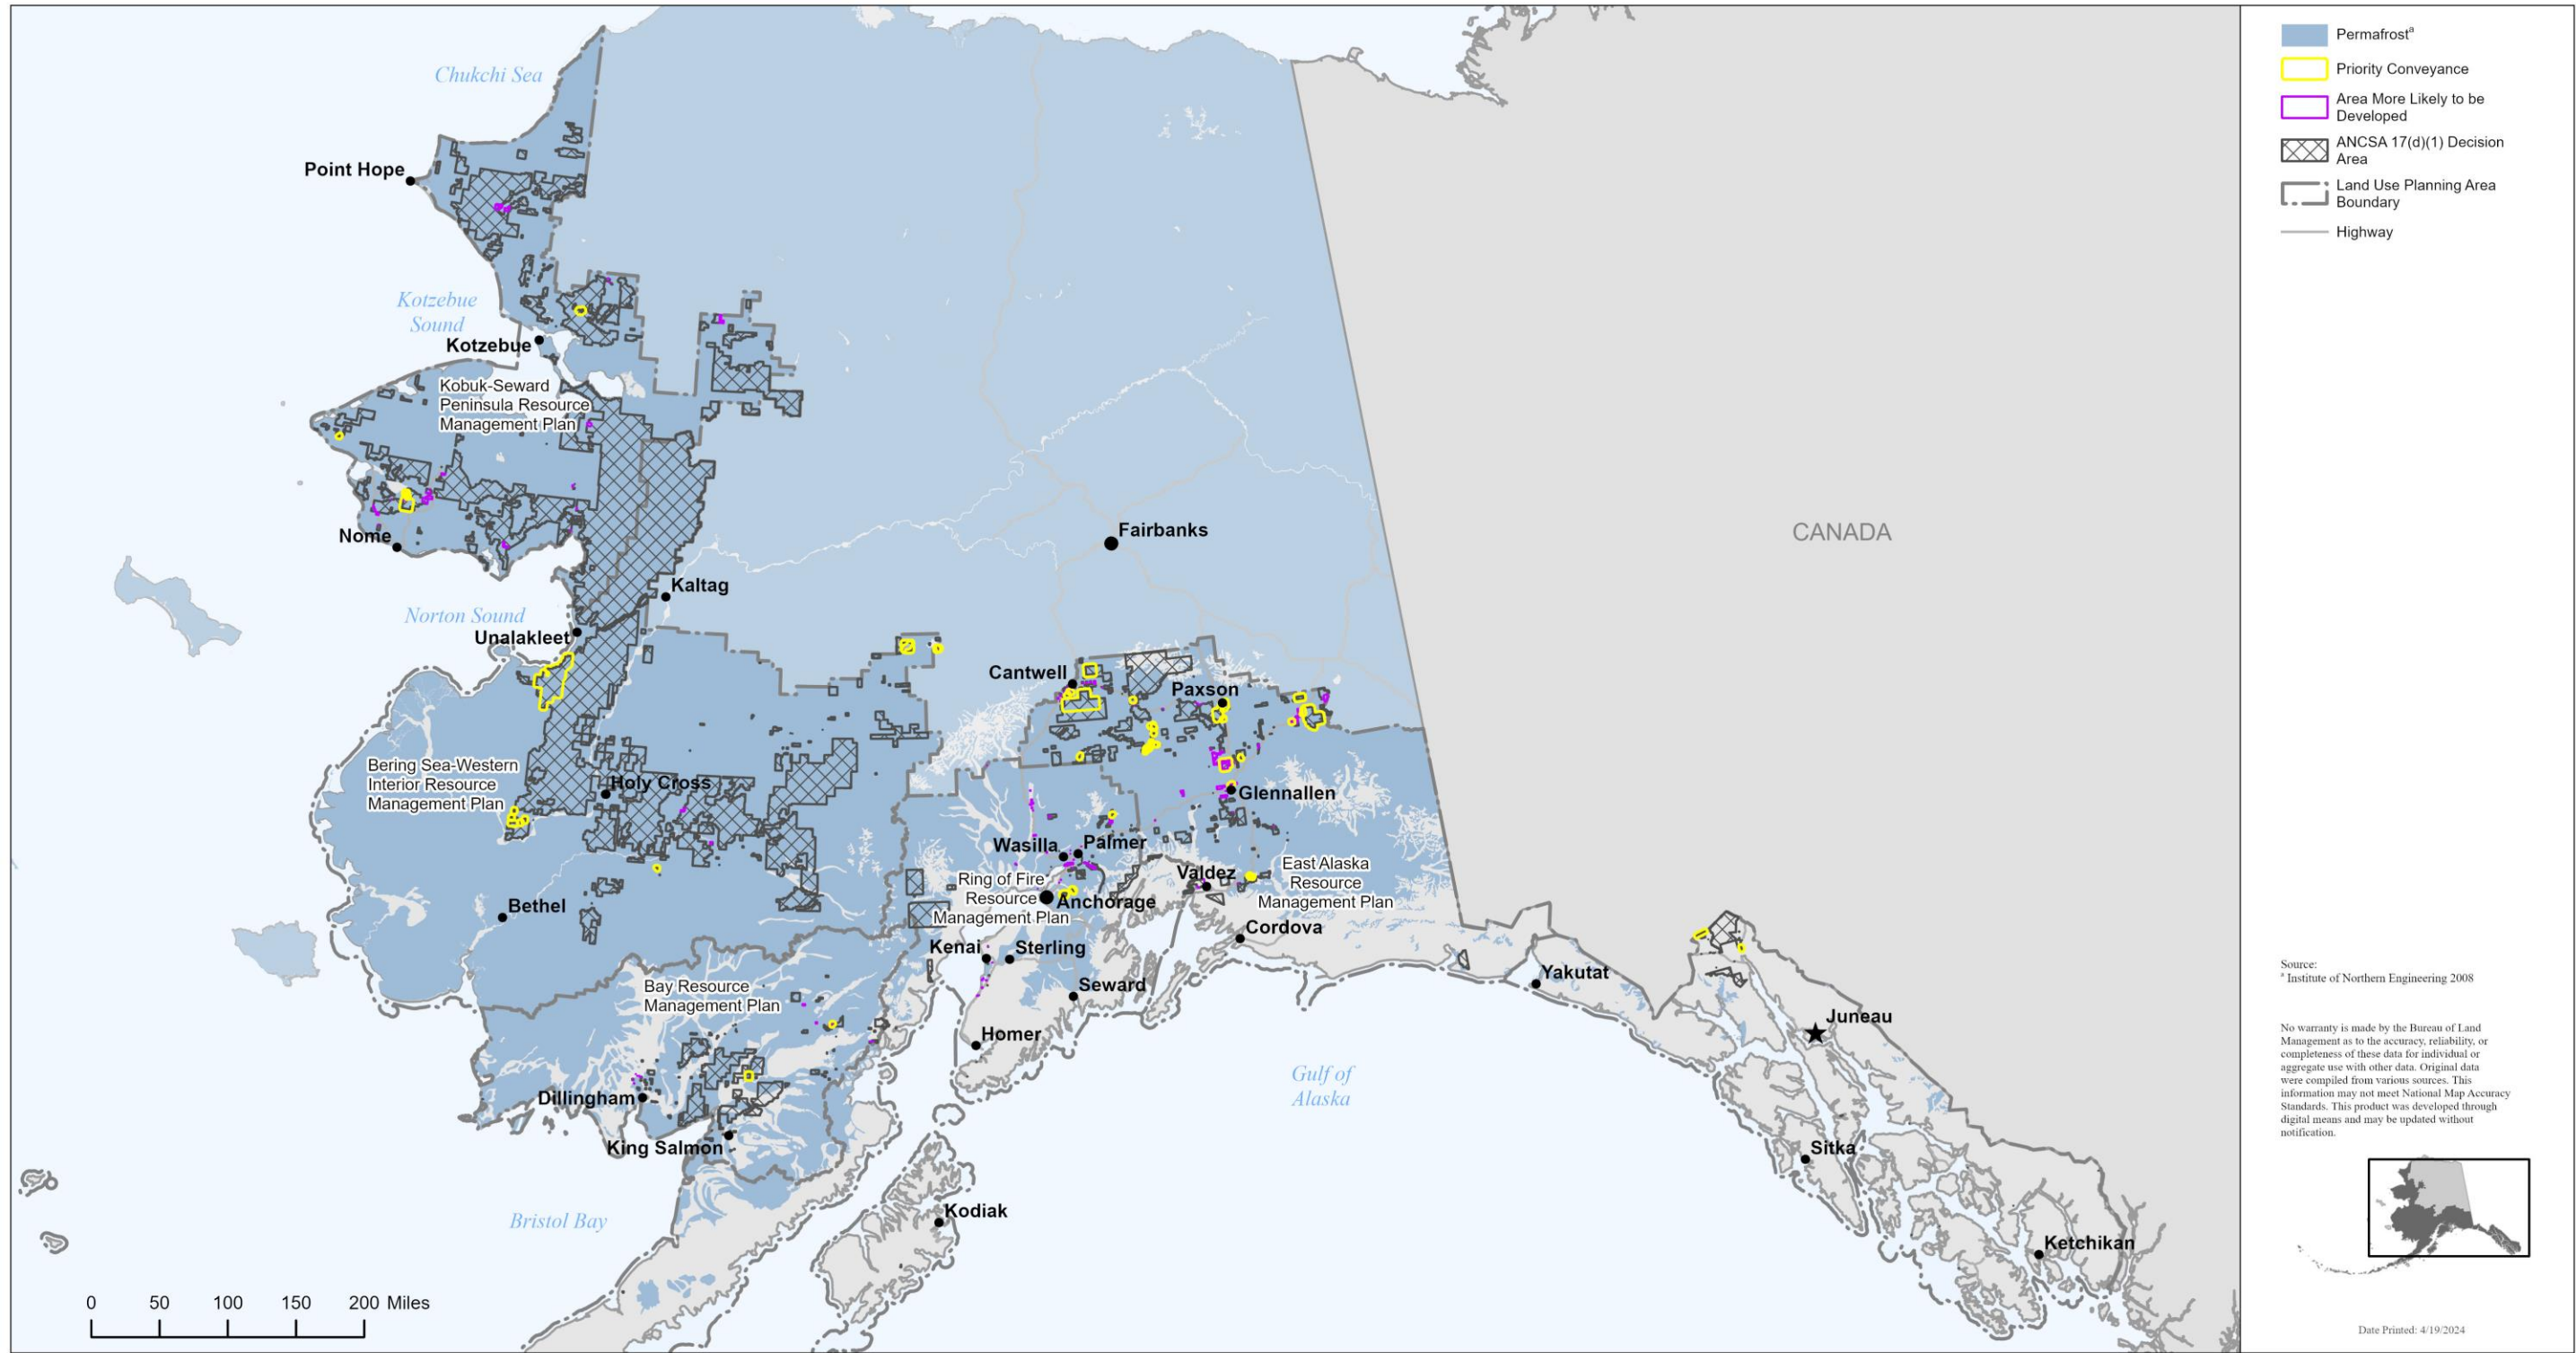 Chukchi Sea
Point Hope
Kotzebue
Sound
Kotzebue
Kobuk-Seward
Peninsula Resource
Management Plan
Nome
Norton Sound
Unalakleet
Kaltag
Fairbanks
CANADA
Cantwell
Paxson
Bering Sea-Western
Interior Resource
Management Plan
Holy Cross
Glennallen
Wasilla
Palmer
Valdez
East Alaska
Resource
Management Plan
Ring of Fire
Resource
Management Plan
Anchorage
Bethel
Cordova
Kenai
Sterling
Yakutat
Bay Resource
Management Plan
Seward
Homer
Juneau
Gulf of
Alaska
Dillingham
King Salmon
Sitka
Bristol Bay
Kodiak
Ketchikan
0 50 100 150 200 Miles
Permafrostᵃ
Priority Conveyance
Area More Likely to be
Developed
ANCSA 17(d)(1) Decision
Area
Land Use Planning Area
Boundary
Highway
Source:
ᵃ Institute of Northern Engineering 2008
No warranty is made by the Bureau of Land
Management as to the accuracy, reliability, or
completeness of these data for individual or
aggregate use with other data. Original data
were compiled from various sources. This
information may not meet National Map Accuracy
Standards. This product was developed through
digital means and may be updated without
notification.
Date Printed: 4/19/2024